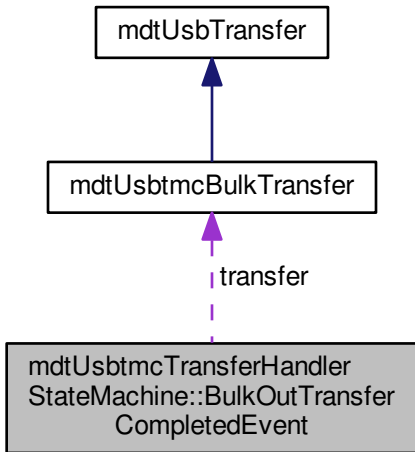 mdtUsbTransfer
mdtUsbtmcBulkTransfer
transfer
mdtUsbtmcTransferHandler
StateMachine::BulkOutTransfer
CompletedEvent